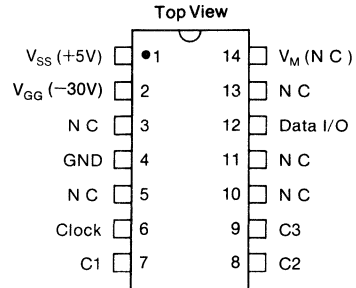 Top View
V_SS (+5V) 1 14 V_M (N C)
V_GG (−30V) 2 13 N C
N C 3 12 Data I/O
GND 4 11 N C
N C 5 10 N C
Clock 6 9 C3
C1 7 8 C2